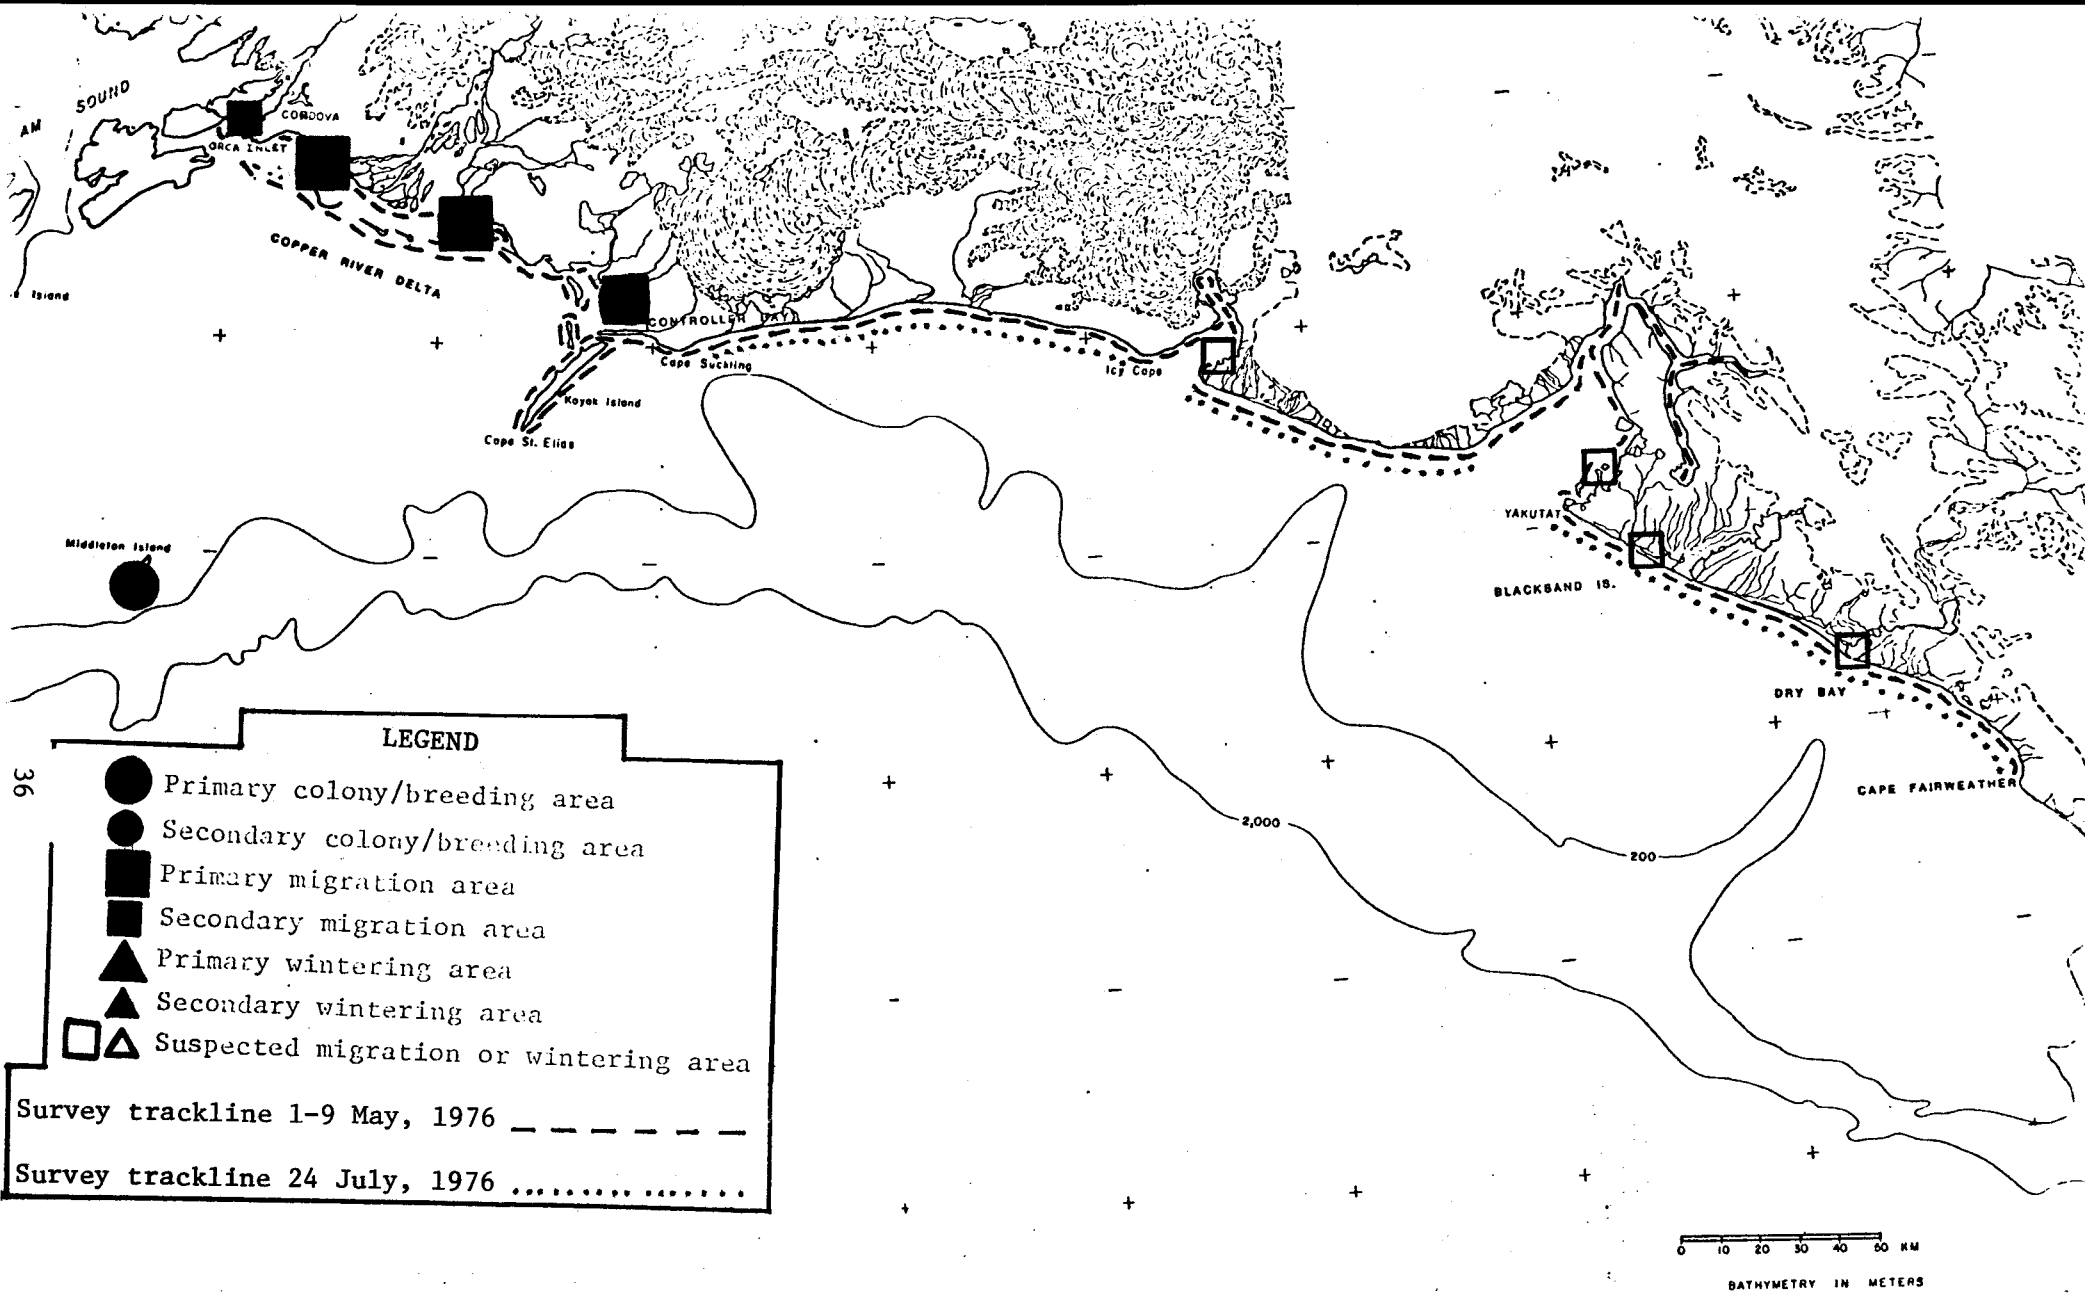 AM
SOUND
CORDOVA
ORCA INLET
COPPER RIVER DELTA
Island
CONTROLLER BAY
Cape Suckling
Icy Cape
Kayak Island
Cape St. Elias
Middleton Island
YAKUTAT
BLACKSAND IS.
DRY BAY
CAPE FAIRWEATHER
2,000
200
36
LEGEND
Primary colony/breeding area
Secondary colony/breeding area
Primary migration area
Secondary migration area
Primary wintering area
Secondary wintering area
Suspected migration or wintering area
Survey trackline 1-9 May, 1976
Survey trackline 24 July, 1976
0 10 20 30 40 50 KM
BATHYMETRY IN METERS